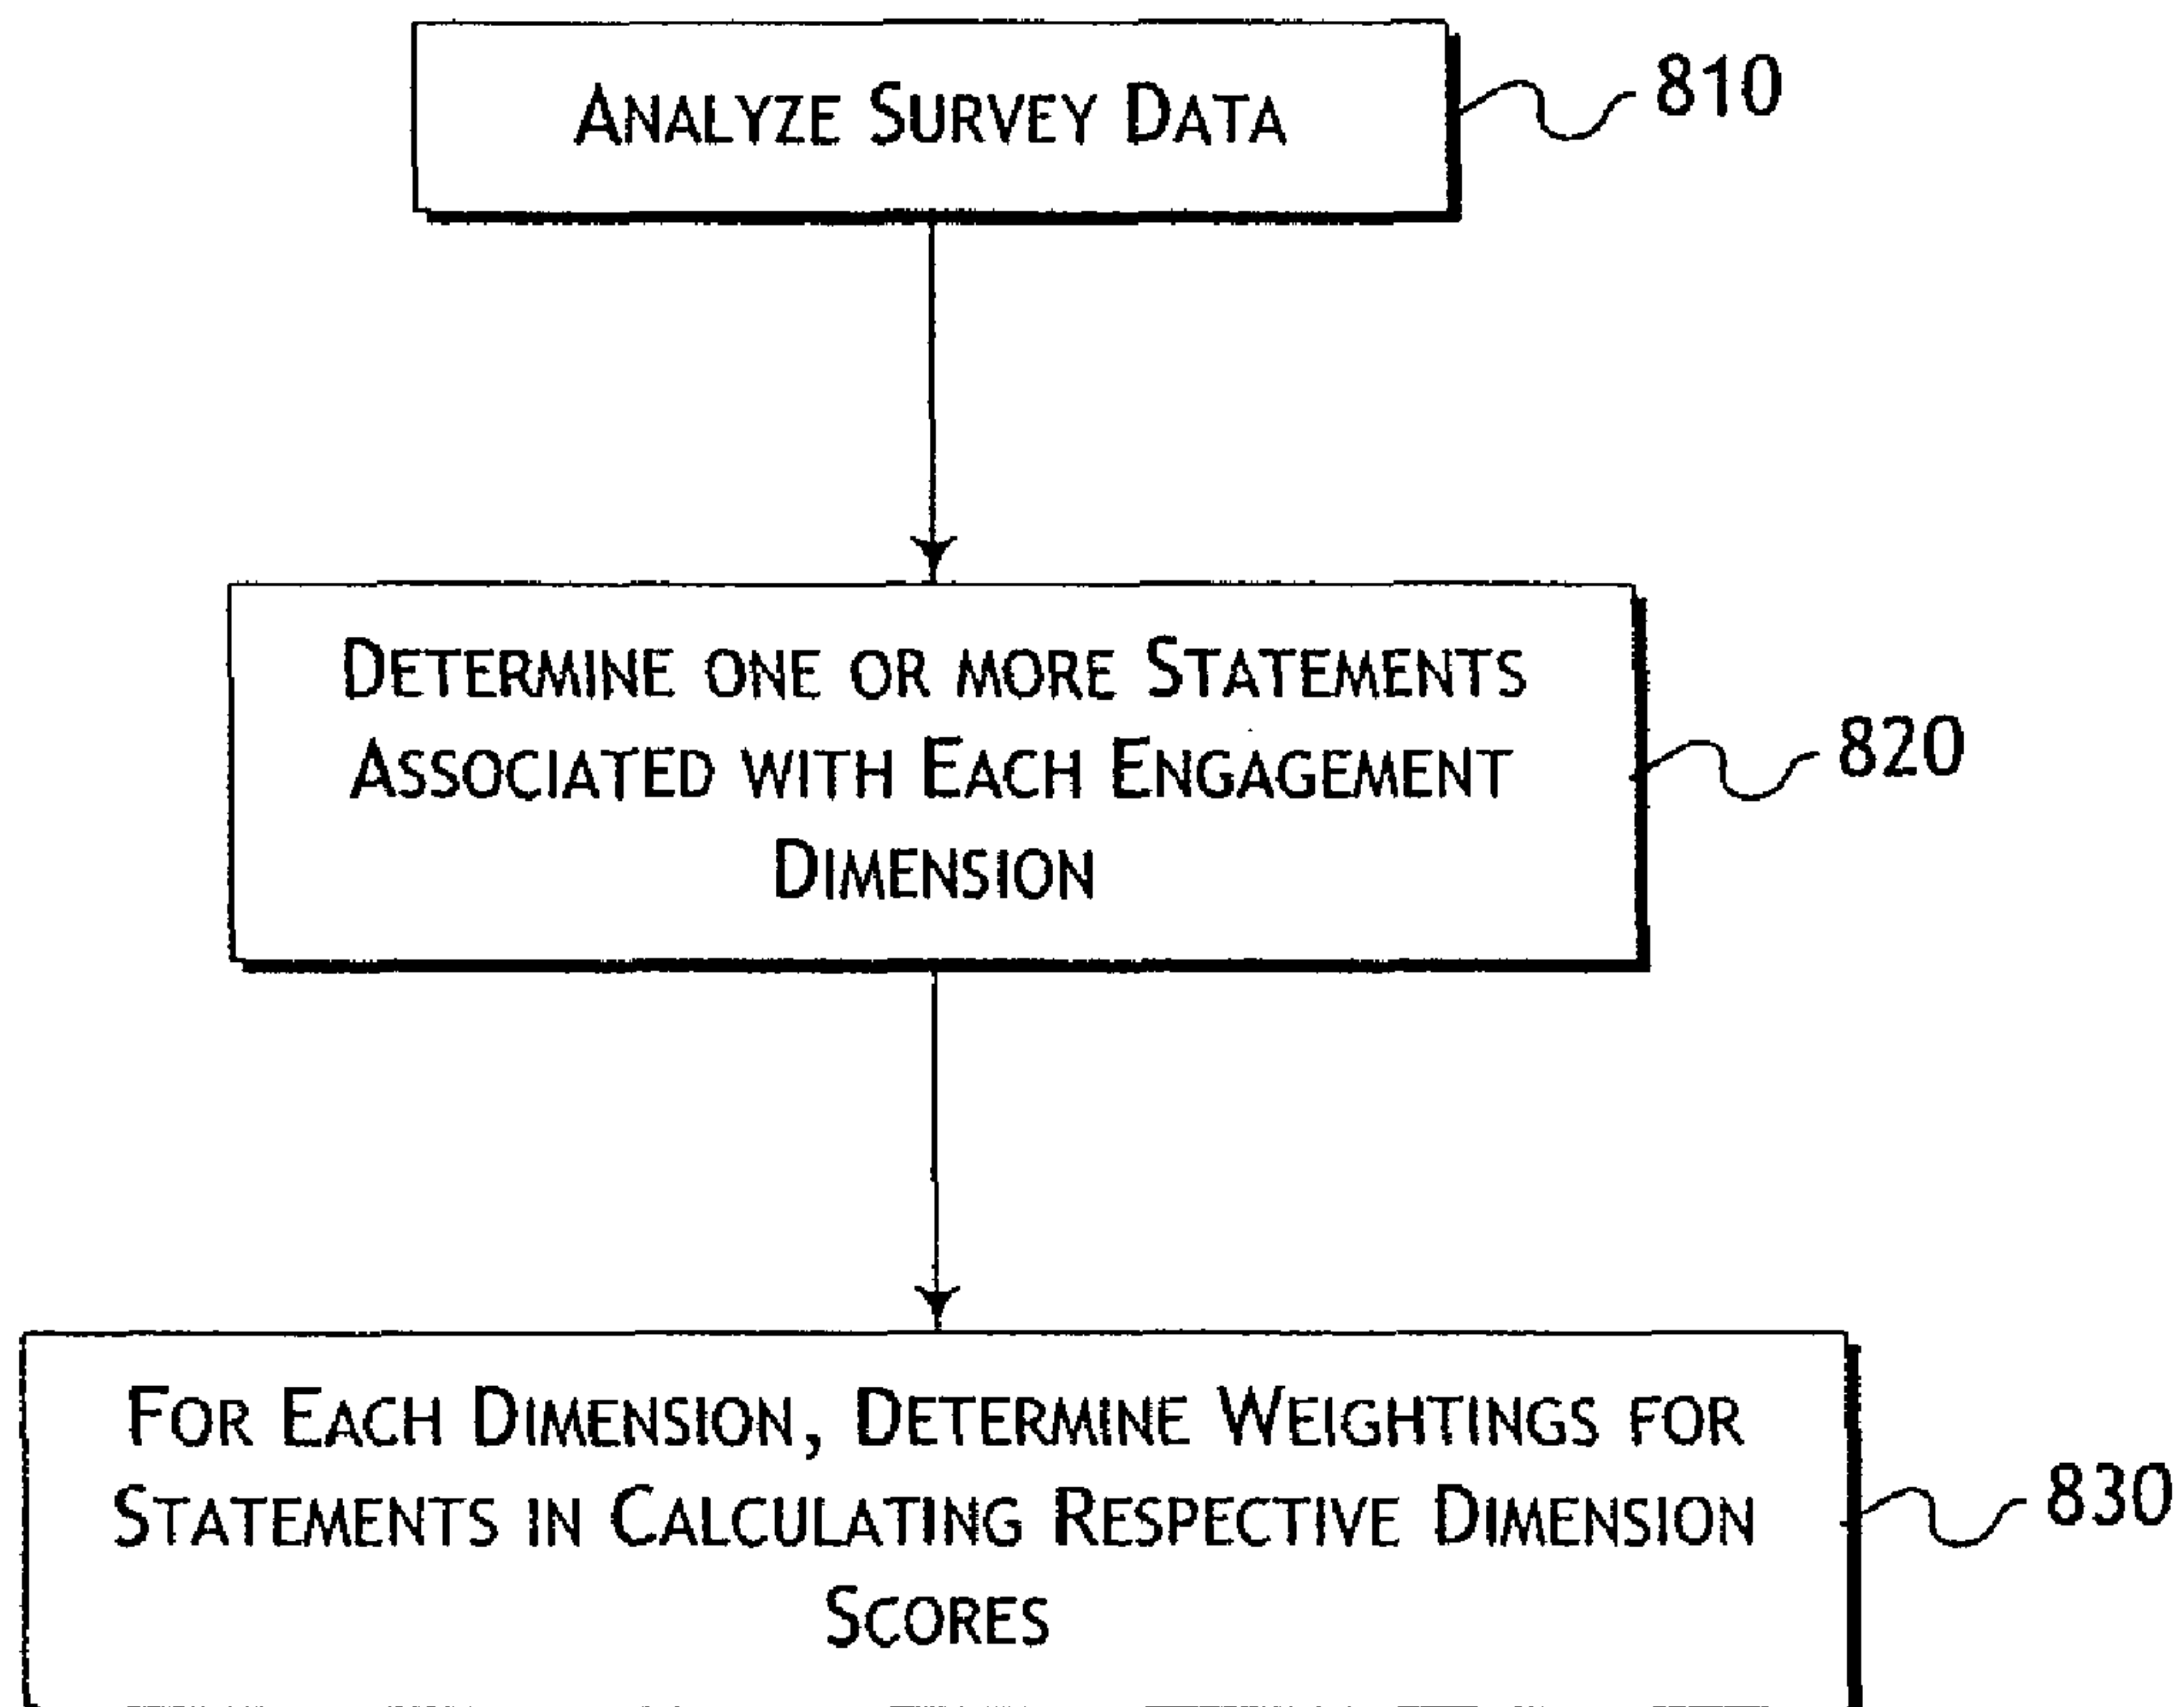 ANALYZE SURVEY DATA
810
DETERMINE ONE OR MORE STATEMENTS
ASSOCIATED WITH EACH ENGAGEMENT
DIMENSION
820
FOR EACH DIMENSION, DETERMINE WEIGHTINGS FOR
STATEMENTS IN CALCULATING RESPECTIVE DIMENSION
SCORES
830